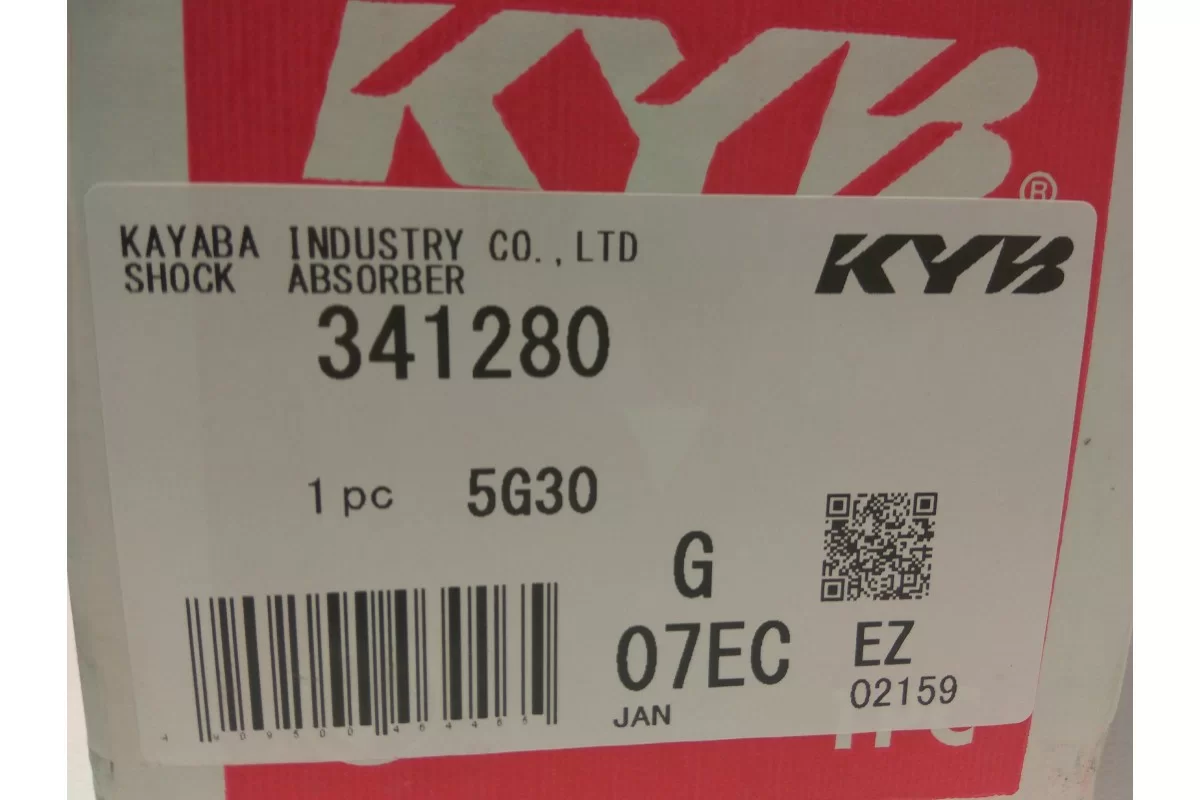 KYB®
KAYABA INDUSTRY CO.,LTD
KYB
SHOCK ABSORBER
341280
1 pc 5G30
G
07EC EZ
JAN 02159